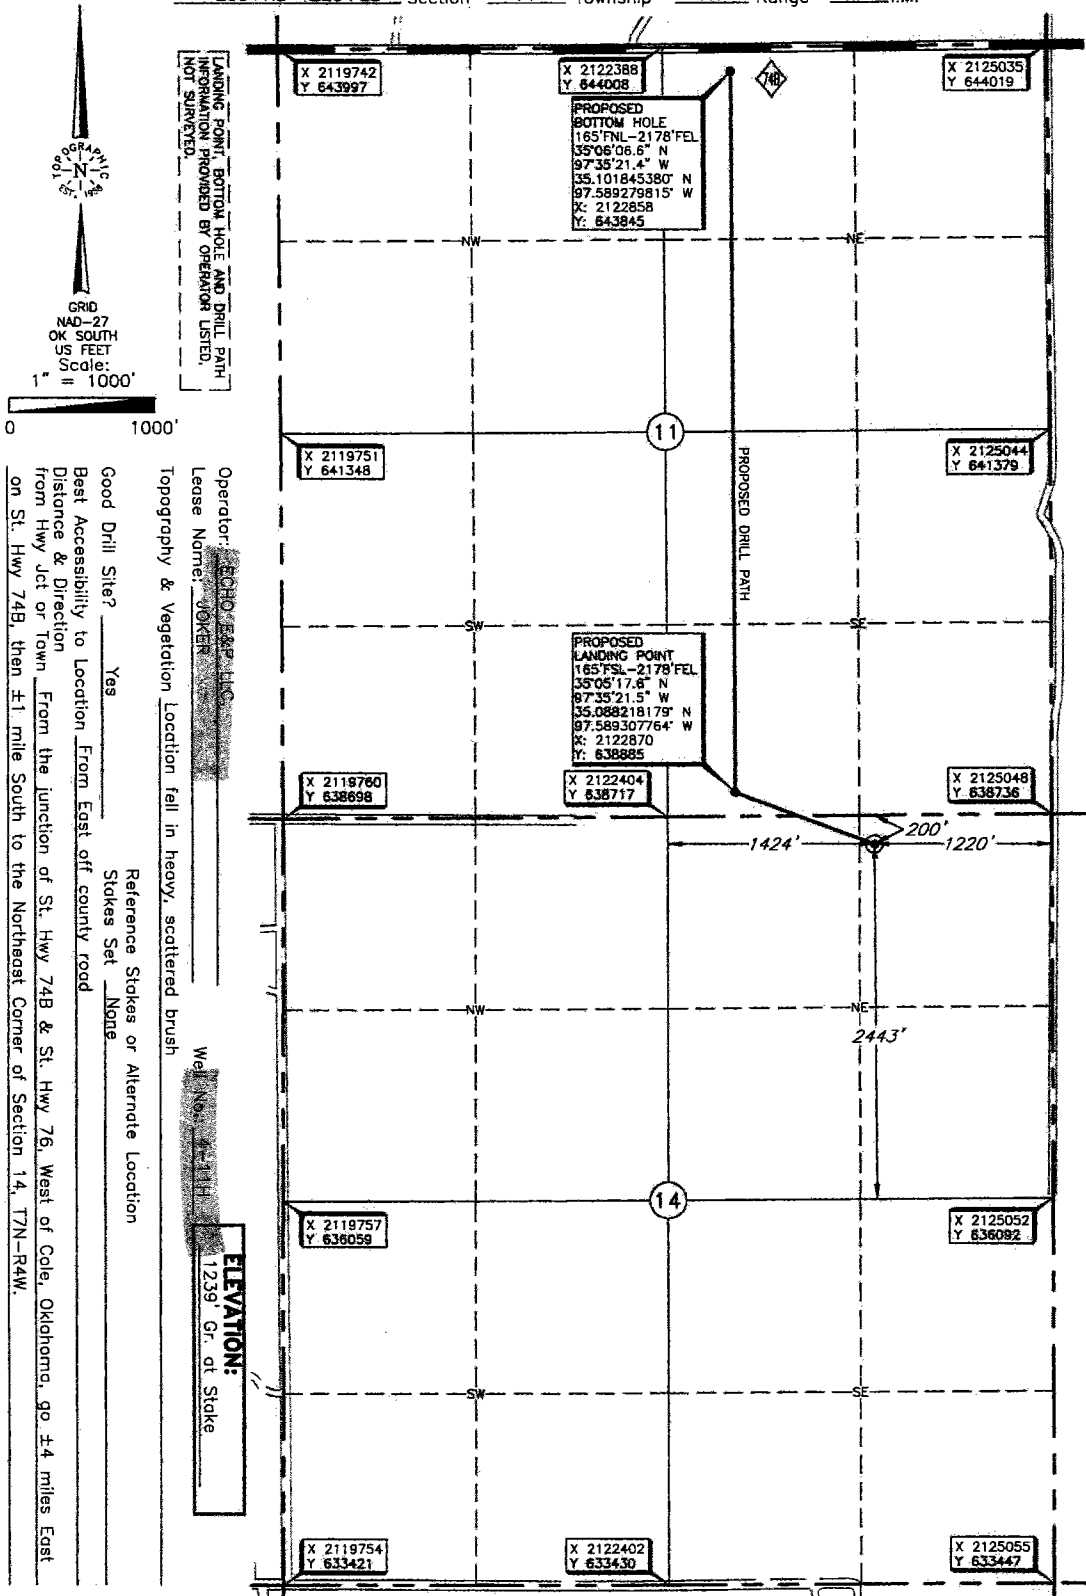 Section
Township
Range
X 2119742
Y 643997
X 2122388
Y 644008
X 2125035
Y 644019
74B
PROPOSED
BOTTOM HOLE
165'FNL-2178'FEL
35°06'06.6" N
97°35'21.4" W
35.101845380° N
97.589279815° W
X: 2122858
Y: 643845
LANDING POINT, BOTTOM HOLE AND DRILL PATH
INFORMATION PROVIDED BY OPERATOR LISTED,
NOT SURVEYED.
TOPOGRAPHIC
N
EST. 1958
GRID
NAD-27
OK SOUTH
US FEET
Scale:
1" = 1000'
0 1000'
NW
NE
11
X 2119751
Y 641348
X 2125044
Y 641379
PROPOSED DRILL PATH
SW
SE
PROPOSED
LANDING POINT
165'FSL-2178'FEL
35°05'17.6" N
97°35'21.5" W
35.088218179° N
97.589307764° W
X: 2122870
Y: 638885
X 2119760
Y 638698
X 2122404
Y 638717
X 2125048
Y 638736
200'
1424'
1220'
NW
NE
2443'
14
X 2119757
Y 636059
X 2125052
Y 636092
SW
SE
X 2119754
Y 633421
X 2122402
Y 633430
X 2125055
Y 633447
Operator: ECHO E&P, LLC
Lease Name: JOKER
Well No.: 4-11H
ELEVATION:
1239' Gr. at Stake
Topography & Vegetation Location fell in heavy, scattered brush
Reference Stakes or Alternate Location
Good Drill Site? Yes
Stakes Set None
Best Accessibility to Location From East off county road
Distance & Direction
from Hwy Jct or Town From the junction of St. Hwy 74B & St. Hwy 76, West of Cole, Oklahoma, go ±4 miles East
on St. Hwy 74B, then ±1 mile South to the Northeast Corner of Section 14, T7N-R4W.